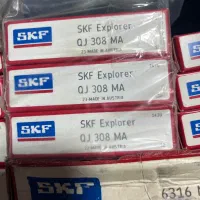 SKF
SKF Explorer
QJ 308 MA
MADE IN AUSTRIA
SKF
SKF Explorer
QJ 308 MA
MADE IN AUSTRIA
SKF
SKF Explorer
QJ 308 MA
MADE IN AUSTRIA
SKF
6316